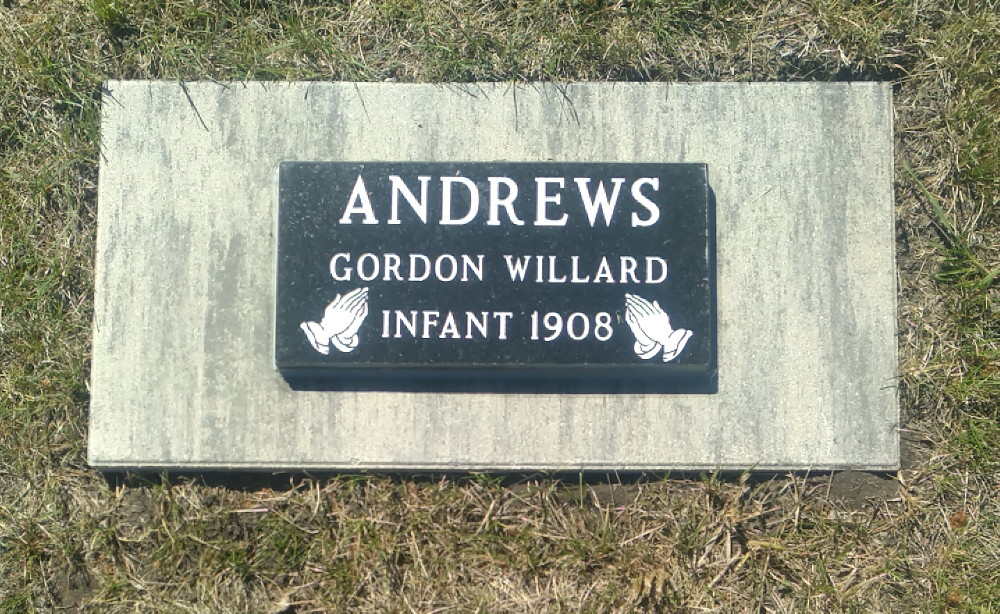 ANDREWS
GORDON WILLARD
INFANT 1908